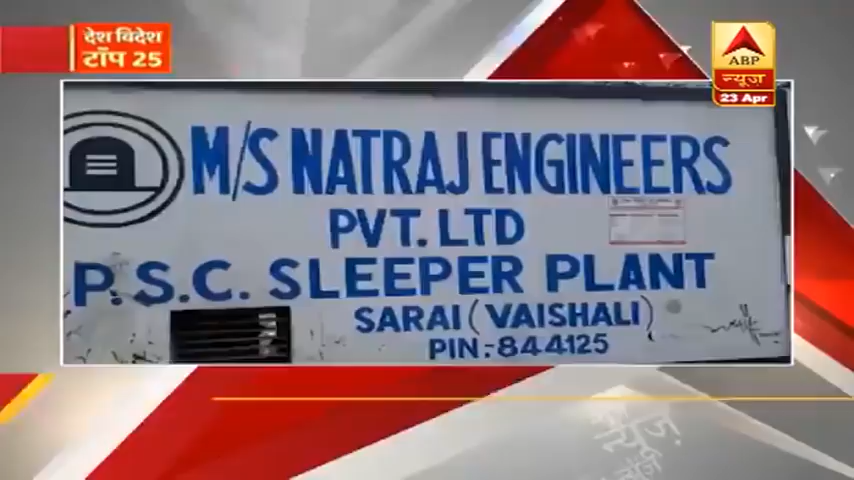 देश विदेश
टॉप 25
ABP
न्यूज़
23 Apr
M/S NATRAJ ENGINEERS
PVT. LTD
P.S.C. SLEEPER PLANT
SARAI (VAISHALI)
PIN:-844125